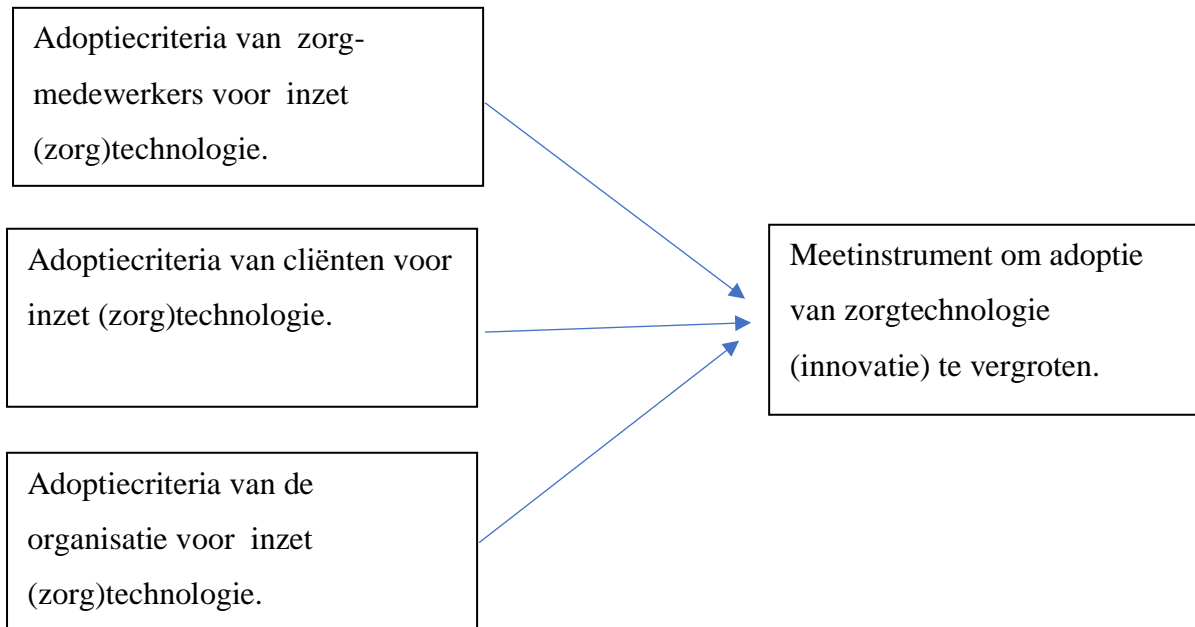 Adoptiecriteria van zorg-
medewerkers voor inzet
(zorg)technologie.
Adoptiecriteria van cliënten voor
inzet (zorg)technologie.
Adoptiecriteria van de
organisatie voor inzet
(zorg)technologie.
Meetinstrument om adoptie
van zorgtechnologie
(innovatie) te vergroten.